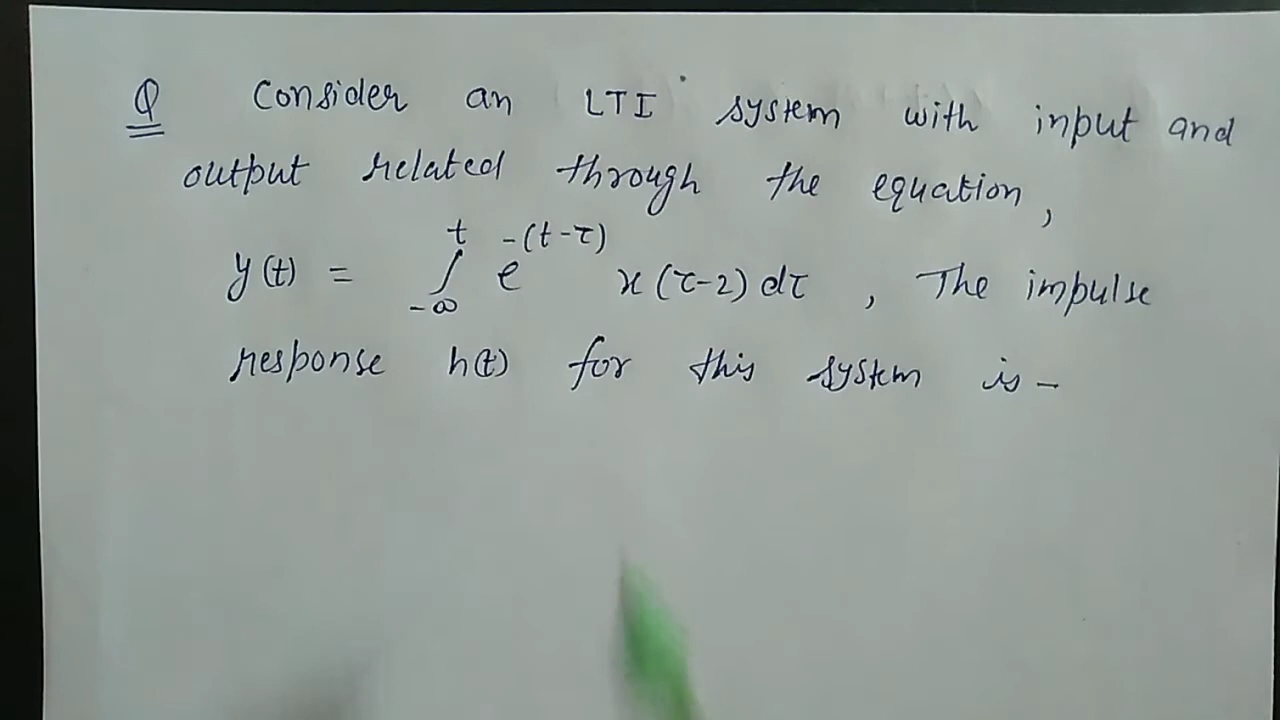 Q Consider an LTI system with input and
output related through the equation,
y(t) = ∫_{-∞}^{t} e^{-(t-τ)} x(τ-2) dτ , The impulse
response h(t) for this system is -